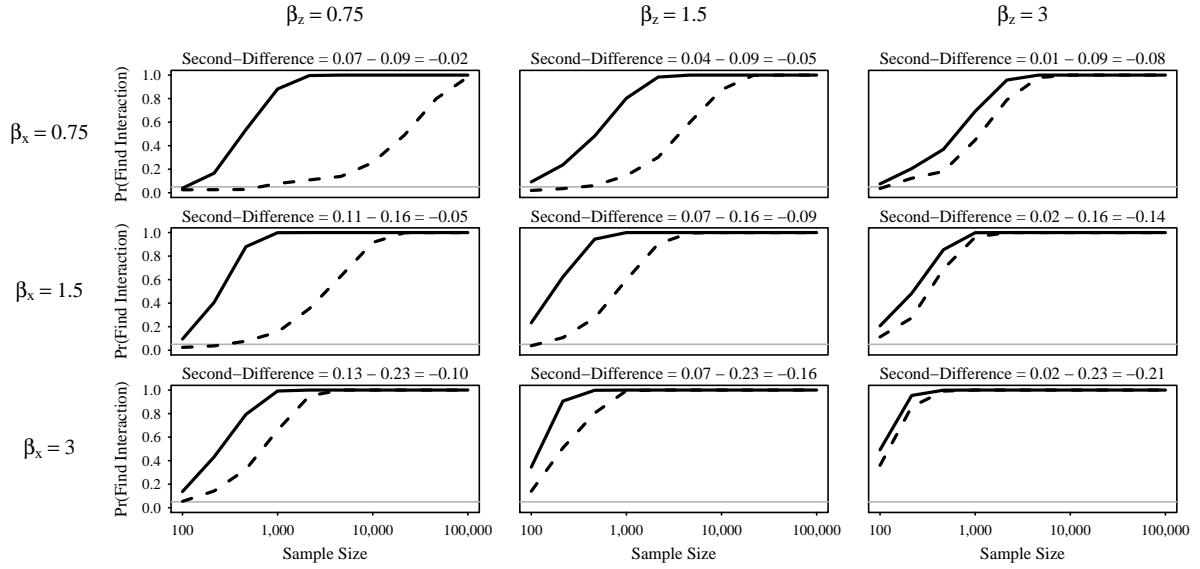 βz = 0.75 βz = 1.5 βz = 3
Second−Difference = 0.07 − 0.09 = −0.02 Second−Difference = 0.04 − 0.09 = −0.05 Second−Difference = 0.01 − 0.09 = −0.08
βx = 0.75
Pr(Find Interaction)
1.0
0.8
0.6
0.4
0.2
0.0
Second−Difference = 0.11 − 0.16 = −0.05 Second−Difference = 0.07 − 0.16 = −0.09 Second−Difference = 0.02 − 0.16 = −0.14
βx = 1.5
Pr(Find Interaction)
1.0
0.8
0.6
0.4
0.2
0.0
Second−Difference = 0.13 − 0.23 = −0.10 Second−Difference = 0.07 − 0.23 = −0.16 Second−Difference = 0.02 − 0.23 = −0.21
βx = 3
Pr(Find Interaction)
1.0
0.8
0.6
0.4
0.2
0.0
100 1,000 10,000 100,000 100 1,000 10,000 100,000 100 1,000 10,000 100,000
Sample Size Sample Size Sample Size